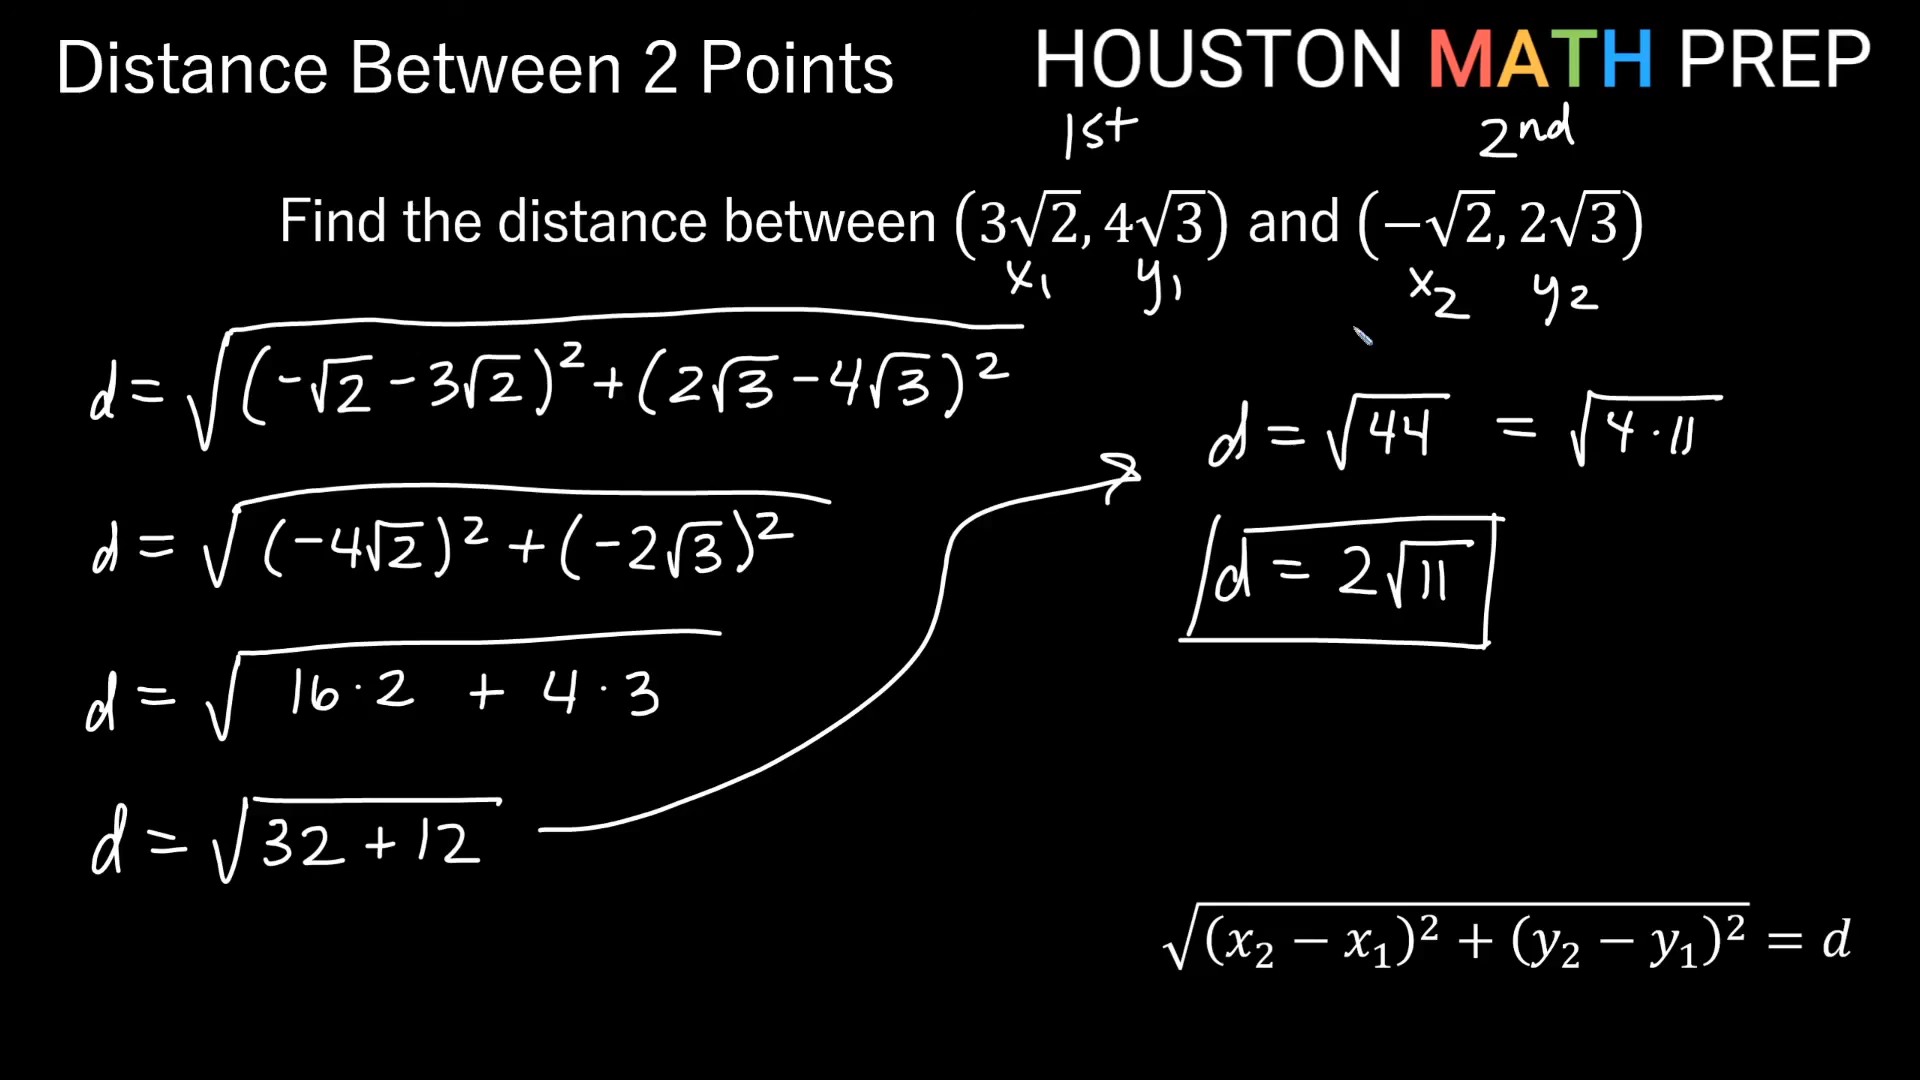 Distance Between 2 Points
HOUSTON MATH PREP
1st 2nd
Find the distance between (3√2, 4√3) and (−√2, 2√3)
x₁ y₁ x₂ y₂
d = √((-√2 - 3√2)² + (2√3 - 4√3)²)
d = √((-4√2)² + (-2√3)²)
d = √(16·2 + 4·3)
d = √(32 + 12)
d = √44 = √(4·11)
d = 2√11
√((x₂ − x₁)² + (y₂ − y₁)²) = d